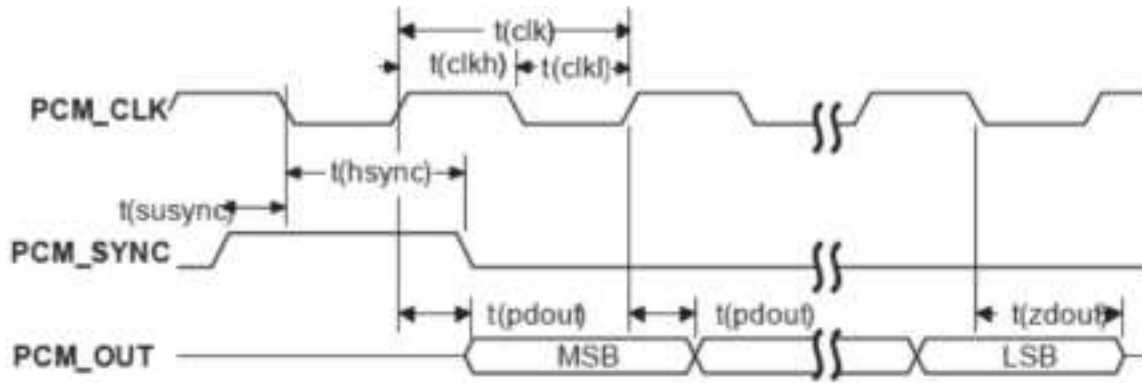 t(clk)
t(clkh) t(clkl)
PCM_CLK
t(hsync)
t(susync)
PCM_SYNC
t(pdout) t(pdout) t(zdout)
PCM_OUT MSB LSB